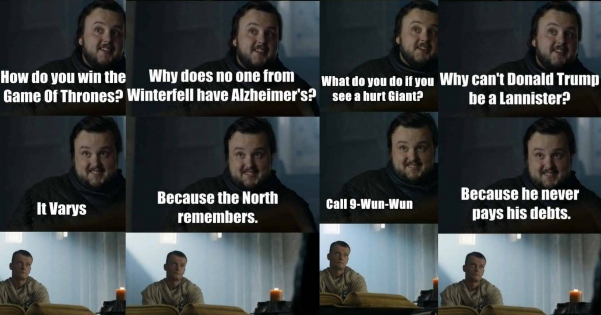 How do you win the
Game Of Thrones?
It Varys
Why does no one from
Winterfell have Alzheimer's?
Because the North
remembers.
What do you do If you
see a hurt Giant?
Call 9-Wun-Wun
Why can't Donald Trump
be a Lannister?
Because he never
pays his debts.